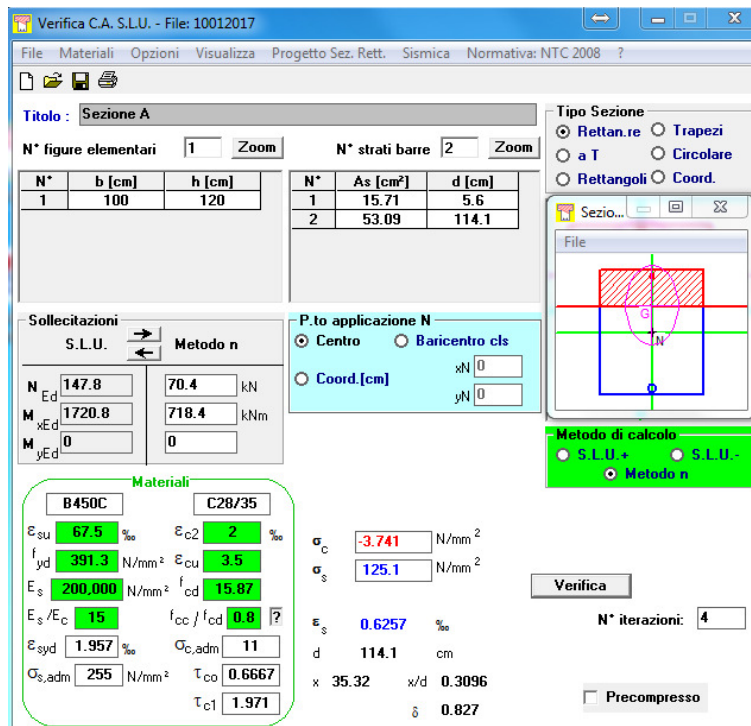 Verifica C.A. S.L.U. - File: 10012017
File Materiali Opzioni Visualizza Progetto Sez. Rett. Sismica Normativa: NTC 2008 ?
Titolo : Sezione A
N° figure elementari 1 Zoom N° strati barre 2 Zoom
N° b [cm] h [cm]
1 100 120
N° As [cm²] d [cm]
1 15.71 5.6
2 53.09 114.1
Tipo Sezione
Rettan.re Trapezi
a T Circolare
Rettangoli Coord.
Sezio...
File
G
N
Sollecitazioni
S.L.U. Metodo n
N Ed 147.8 70.4 kN
M xEd 1720.8 718.4 kNm
M yEd 0 0
P.to applicazione N
Centro Baricentro cls
Coord.[cm] xN 0
yN 0
Metodo di calcolo
S.L.U.+ S.L.U.-
Metodo n
Materiali
B450C C28/35
εsu 67.5 ‰ εc2 2 ‰
fyd 391.3 N/mm² εcu 3.5
Es 200,000 N/mm² fcd 15.87
Es /Ec 15 fcc / fcd 0.8 ?
εsyd 1.957 ‰ σc,adm 11
σs,adm 255 N/mm² τco 0.6667
τc1 1.971
σc -3.741 N/mm²
σs 125.1 N/mm²
εs 0.6257 ‰
d 114.1 cm
x 35.32 x/d 0.3096
δ 0.827
Verifica
N° iterazioni: 4
Precompresso